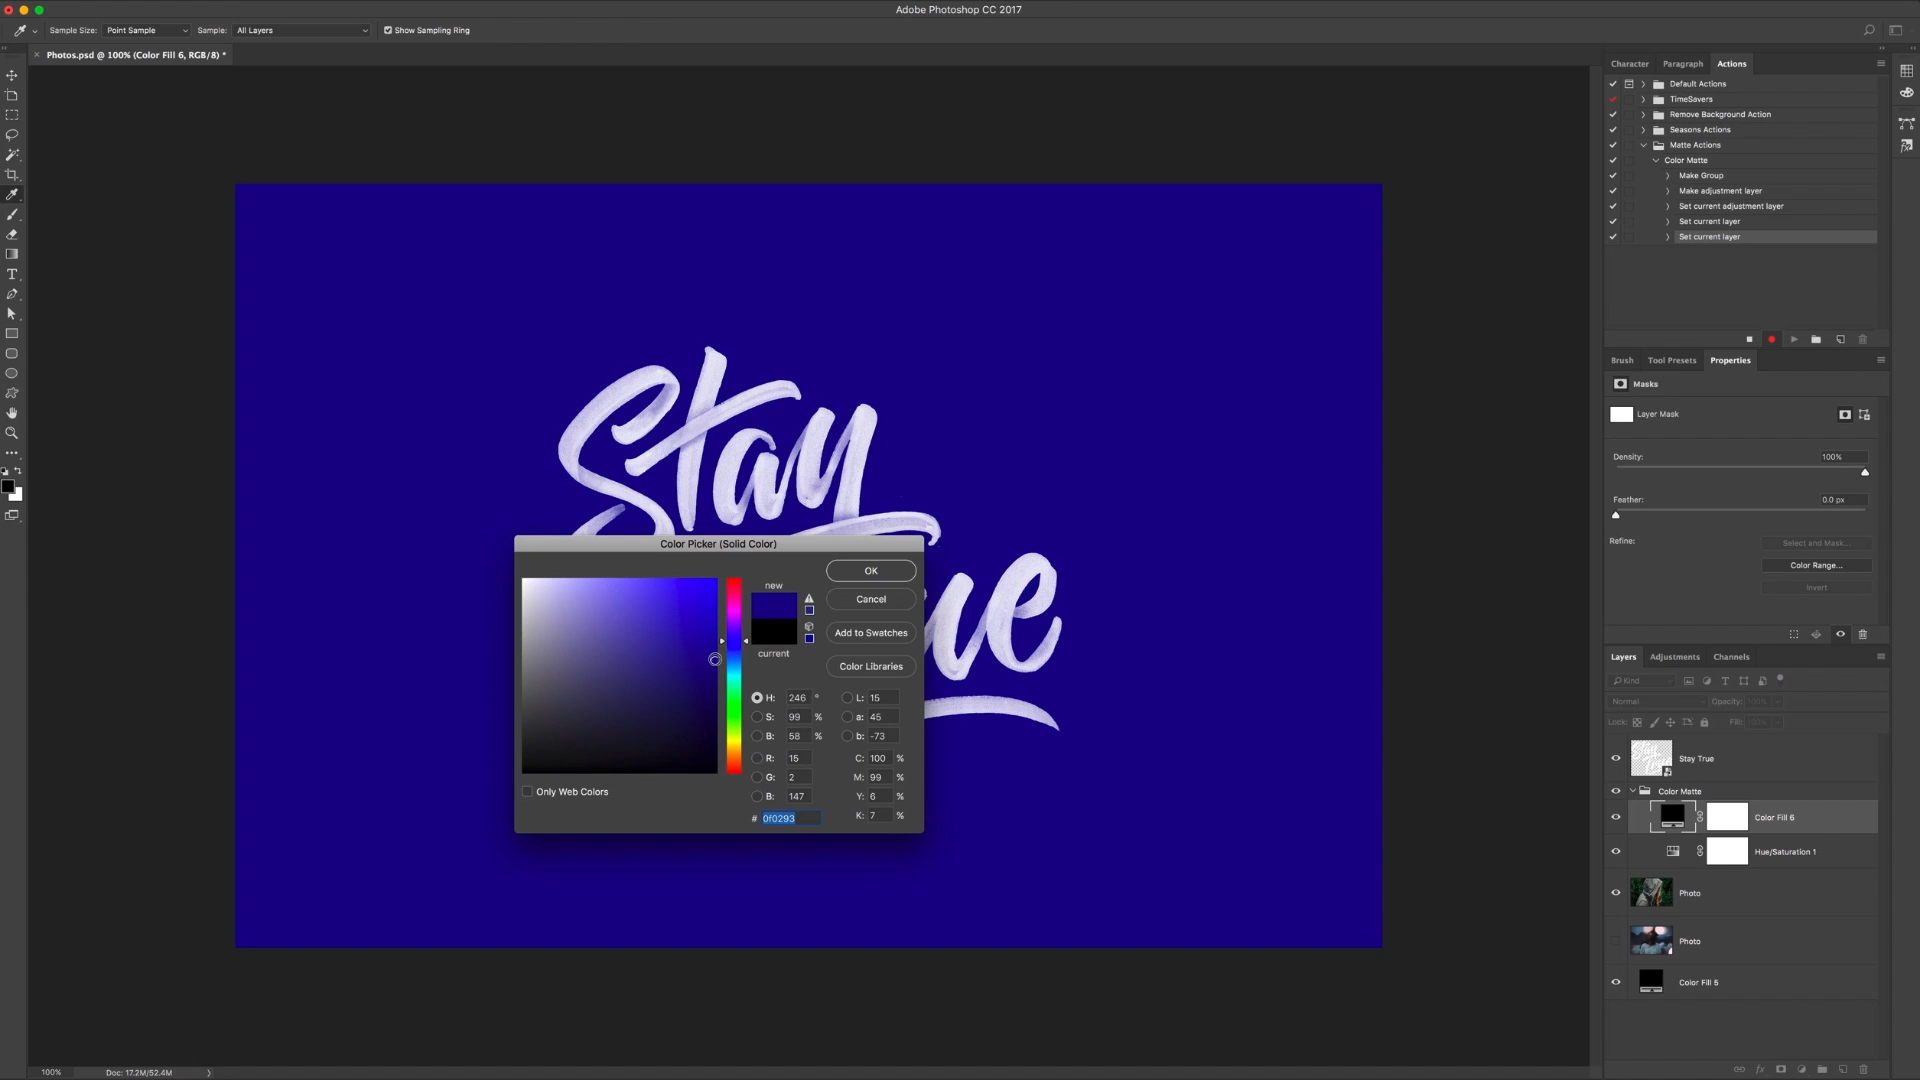 Adobe Photoshop CC 2017
Sample Size: Point Sample Sample: All Layers Show Sampling Ring
Photos.psd @ 100% (Color Fill 6, RGB/8) *
Character Paragraph Actions
Default Actions
TimeSavers
Remove Background Action
Seasons Actions
Matte Actions
Color Matte
Make Group
Make adjustment layer
Set current adjustment layer
Set current layer
Set current layer
Brush Tool Presets Properties
Masks
Layer Mask
Density: 100%
Feather: 0.0 px
Refine: Select and Mask...
Color Range...
Invert
Layers Adjustments Channels
Kind
Normal Opacity: 100%
Lock: Fill: 100%
Stay True
Color Matte
Color Fill 6
Hue/Saturation 1
Photo
Photo
Color Fill 5
Stay
Color Picker (Solid Color)
new
current
OK
Cancel
Add to Swatches
Color Libraries
H: 246 ° L: 15
S: 99 % a: 45
B: 58 % b: -73
R: 15 C: 100 %
G: 2 M: 99 %
B: 147 Y: 6 %
# 0f0293 K: 7 %
Only Web Colors
100% Doc: 17.2M/52.4M